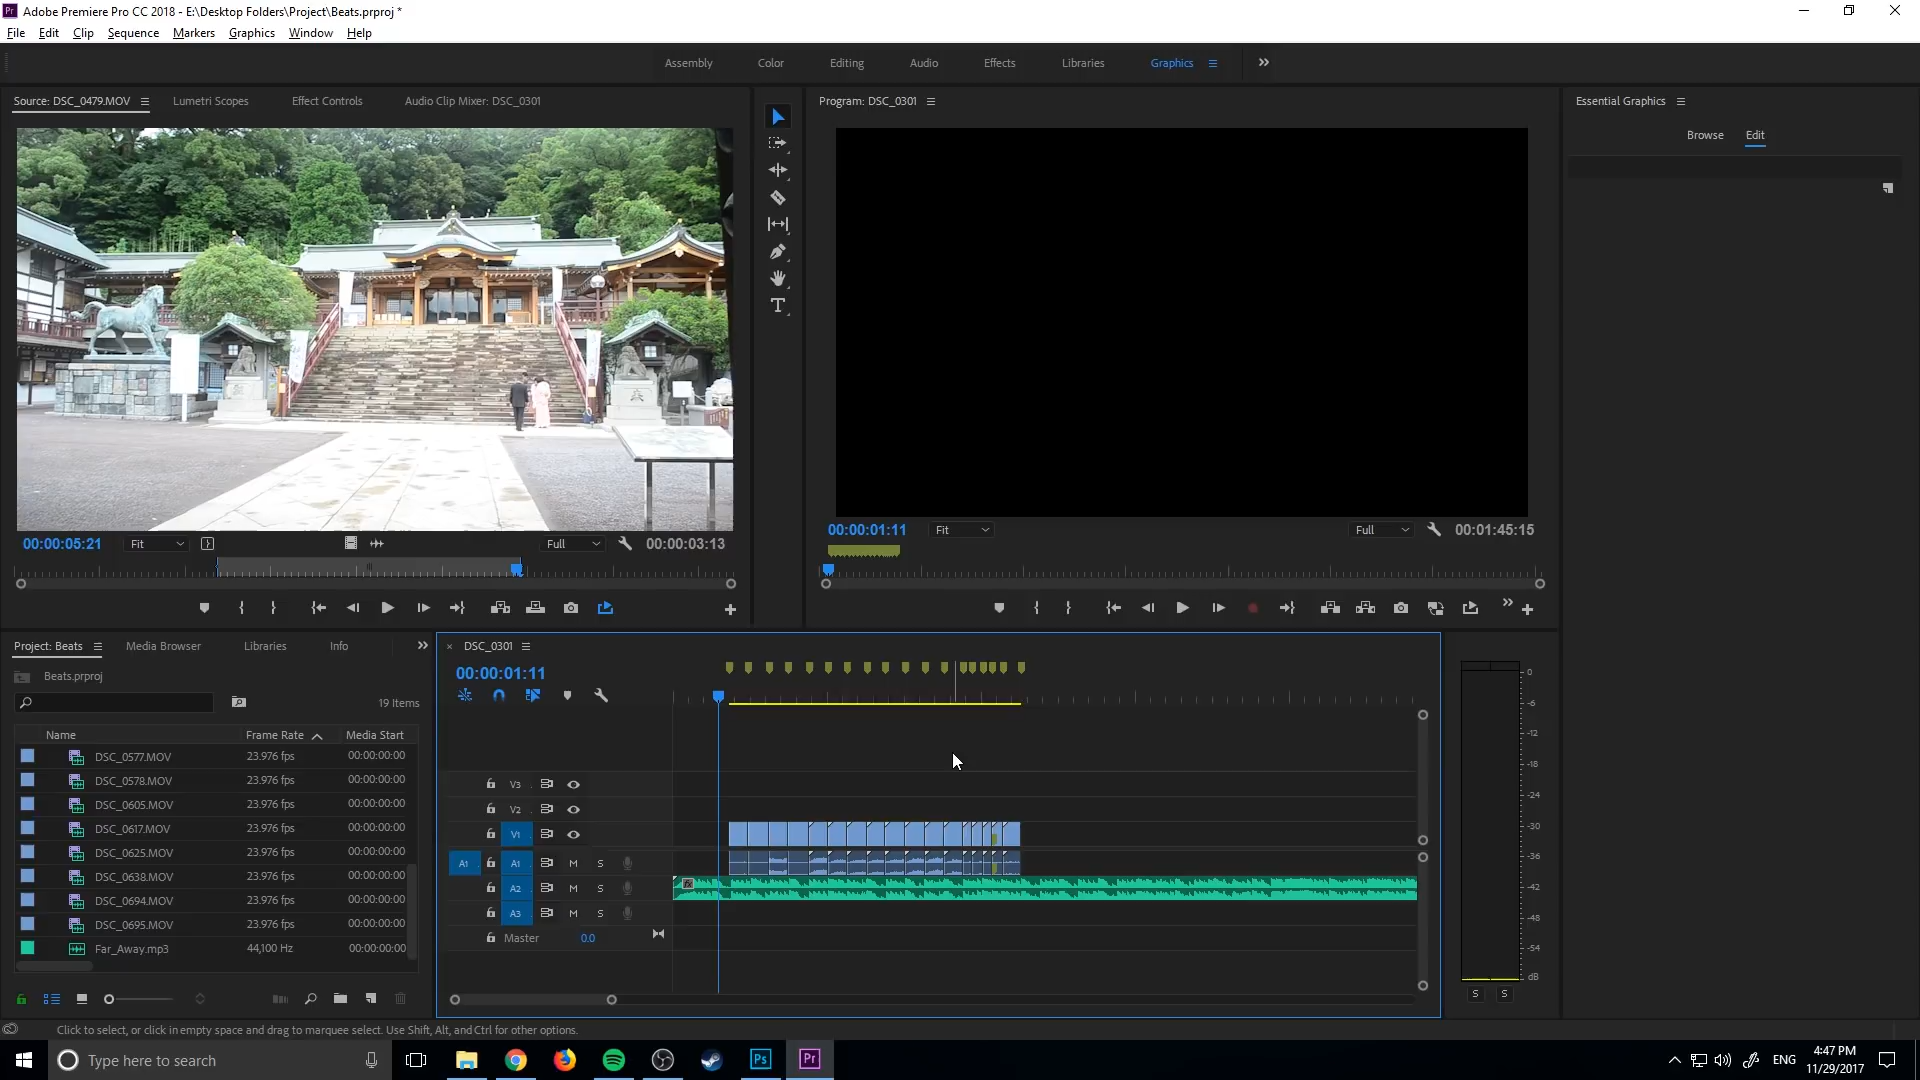 Pr Adobe Premiere Pro CC 2018 - E:\Desktop Folders\Project\Beats.prproj *
File Edit Clip Sequence Markers Graphics Window Help
Assembly Color Editing Audio Effects Libraries Graphics
Source: DSC_0479.MOV Lumetri Scopes Effect Controls Audio Clip Mixer: DSC_0301
Program: DSC_0301
Essential Graphics
Browse Edit
00:00:05:21 Fit Full 00:00:03:13
00:00:01:11 Fit Full 00:01:45:15
Project: Beats Media Browser Libraries Info
Beats.prproj
19 Items
Name Frame Rate Media Start
DSC_0577.MOV 23.976 fps 00:00:00:00
DSC_0578.MOV 23.976 fps 00:00:00:00
DSC_0605.MOV 23.976 fps 00:00:00:00
DSC_0617.MOV 23.976 fps 00:00:00:00
DSC_0625.MOV 23.976 fps 00:00:00:00
DSC_0638.MOV 23.976 fps 00:00:00:00
DSC_0694.MOV 23.976 fps 00:00:00:00
DSC_0695.MOV 23.976 fps 00:00:00:00
Far_Away.mp3 44,100 Hz 00:00:00:00
× DSC_0301
00:00:01:11
V3
V2
V1
A1 A1 M S
A2 M S
A3 M S
Master 0.0
fx
0
-6
-12
-18
-24
-30
-36
-42
-48
-54
dB
S S
Click to select, or click in empty space and drag to marquee select. Use Shift, Alt, and Ctrl for other options.
Type here to search
Ps Pr
ENG
4:47 PM
11/29/2017